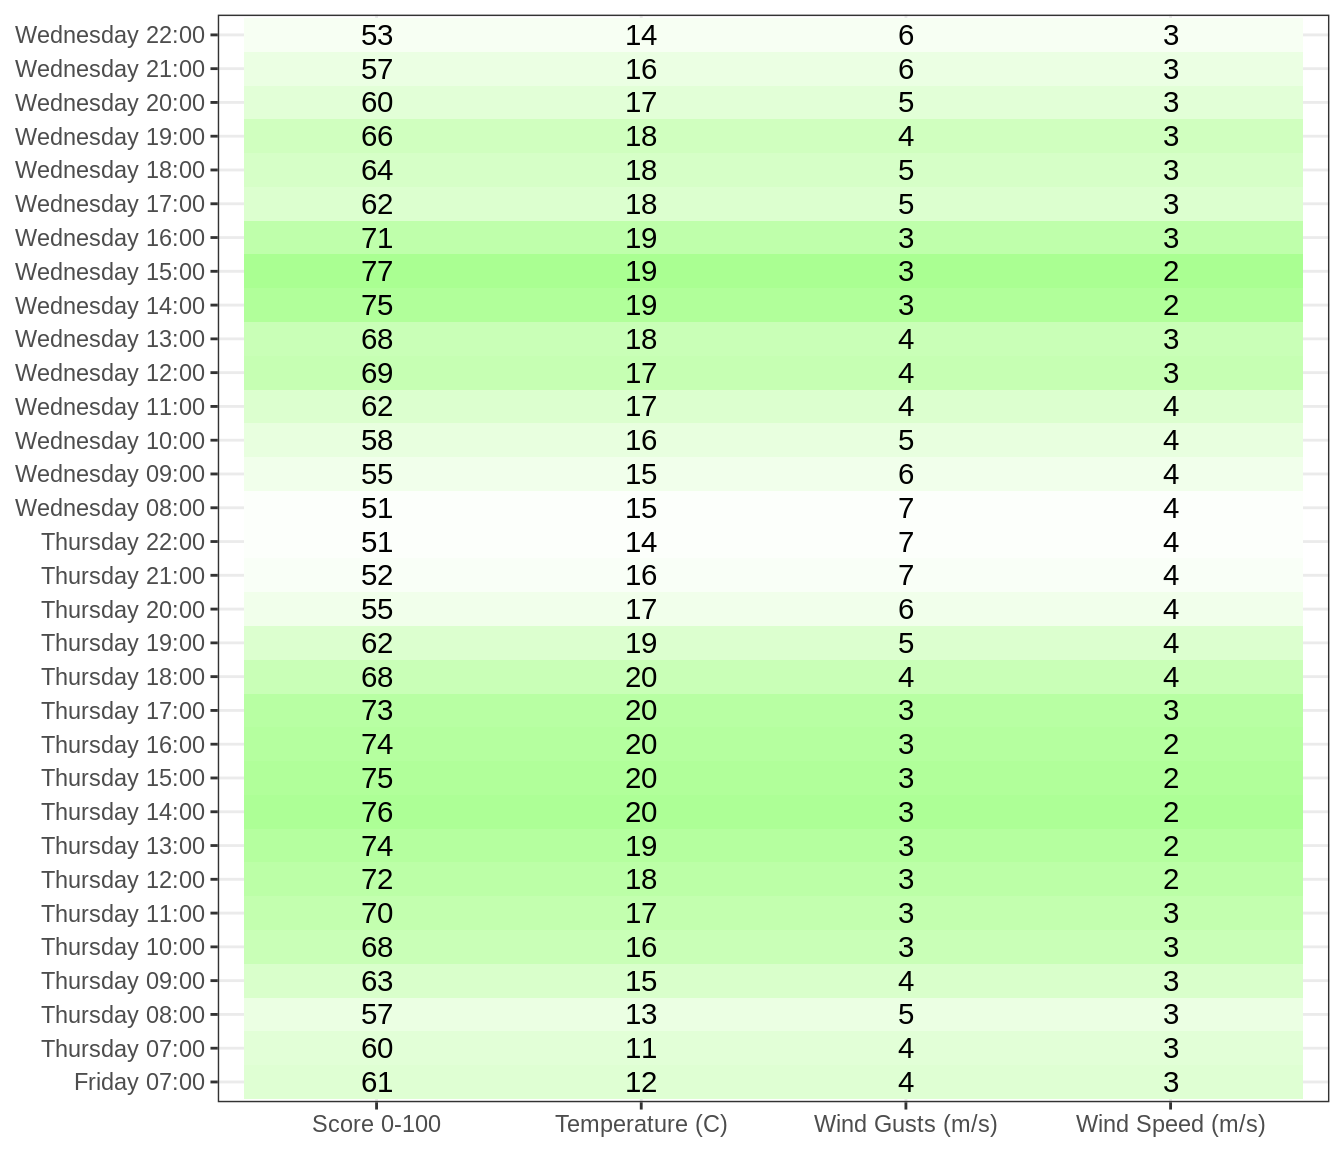 Wednesday 22:00 53 14 6 3
Wednesday 21:00 57 16 6 3
Wednesday 20:00 60 17 5 3
Wednesday 19:00 66 18 4 3
Wednesday 18:00 64 18 5 3
Wednesday 17:00 62 18 5 3
Wednesday 16:00 71 19 3 3
Wednesday 15:00 77 19 3 2
Wednesday 14:00 75 19 3 2
Wednesday 13:00 68 18 4 3
Wednesday 12:00 69 17 4 3
Wednesday 11:00 62 17 4 4
Wednesday 10:00 58 16 5 4
Wednesday 09:00 55 15 6 4
Wednesday 08:00 51 15 7 4
Thursday 22:00 51 14 7 4
Thursday 21:00 52 16 7 4
Thursday 20:00 55 17 6 4
Thursday 19:00 62 19 5 4
Thursday 18:00 68 20 4 4
Thursday 17:00 73 20 3 3
Thursday 16:00 74 20 3 2
Thursday 15:00 75 20 3 2
Thursday 14:00 76 20 3 2
Thursday 13:00 74 19 3 2
Thursday 12:00 72 18 3 2
Thursday 11:00 70 17 3 3
Thursday 10:00 68 16 3 3
Thursday 09:00 63 15 4 3
Thursday 08:00 57 13 5 3
Thursday 07:00 60 11 4 3
Friday 07:00 61 12 4 3
Score 0-100 Temperature (C) Wind Gusts (m/s) Wind Speed (m/s)